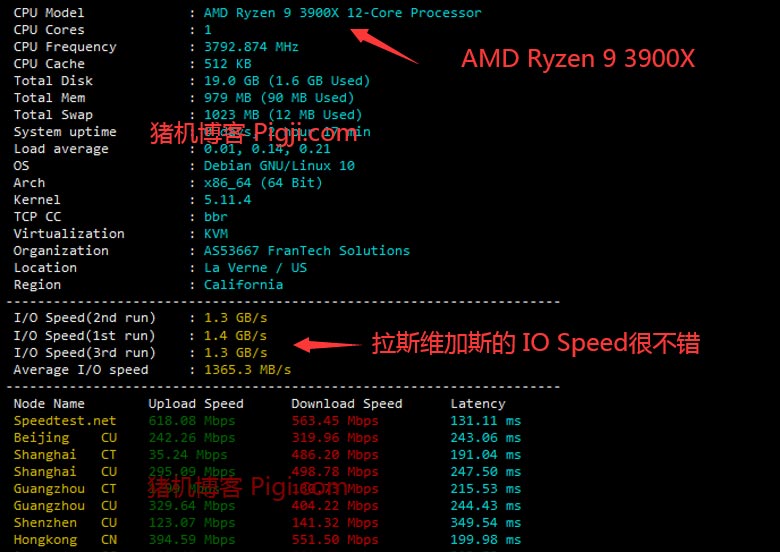 CPU Model : AMD Ryzen 9 3900X 12-Core Processor
CPU Cores : 1
AMD Ryzen 9 3900X
CPU Frequency : 3792.874 MHz
CPU Cache : 512 KB
Total Disk : 19.0 GB (1.6 GB Used)
Total Mem : 979 MB (90 MB Used)
Total Swap : 1023 MB (12 MB Used)
System uptime : 0 days, 2 hour 17 min
猪机博客 Pigji.com
Load average : 0.01, 0.14, 0.21
OS : Debian GNU/Linux 10
Arch : x86_64 (64 Bit)
Kernel : 5.11.4
TCP CC : bbr
Virtualization : KVM
Organization : AS53667 FranTech Solutions
Location : La Verne / US
Region : California
----------------------------------------------------------------------
I/O Speed(2nd run) : 1.3 GB/s
I/O Speed(1st run) : 1.4 GB/s
I/O Speed(3rd run) : 1.3 GB/s
拉斯维加斯的 IO Speed很不错
Average I/O speed : 1365.3 MB/s
----------------------------------------------------------------------
Node Name Upload Speed Download Speed Latency
Speedtest.net 618.08 Mbps 563.45 Mbps 131.11 ms
Beijing CU 242.26 Mbps 319.96 Mbps 243.06 ms
Shanghai CT 35.24 Mbps 486.20 Mbps 191.04 ms
Shanghai CU 295.09 Mbps 498.78 Mbps 247.50 ms
猪机博客 Pigji.com
Guangzhou CT Mbps 215.53 ms
Guangzhou CU 329.64 Mbps 404.22 Mbps 244.43 ms
Shenzhen CU 123.07 Mbps 141.32 Mbps 349.54 ms
Hongkong CN 394.59 Mbps 551.50 Mbps 199.98 ms